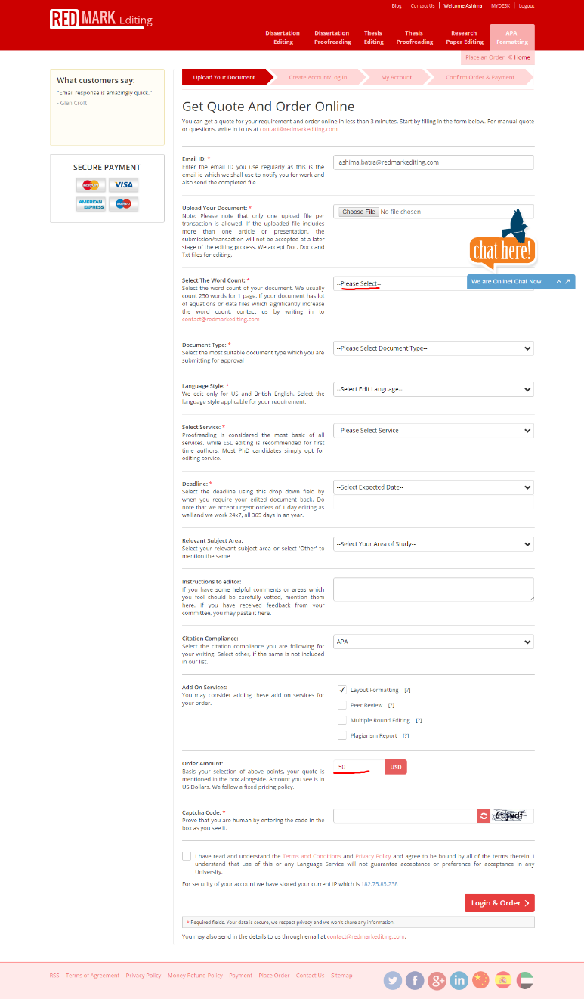 Blog | Contact Us | Welcome Ashima | MYDESK | Logout
RED MARK Editing
Dissertation Editing
Dissertation Proofreading
Thesis Editing
Thesis Proofreading
Research Paper Editing
APA Formatting
Place an Order « Home
What customers say:
"Email response is amazingly quick."
- Glen Croft
SECURE PAYMENT
MasterCard VISA
AMERICAN EXPRESS Maestro
Upload Your Document
Create Account/Log In
My Account
Confirm Order & Payment
Get Quote And Order Online
You can get a quote for your requirement and order online in less than 3 minutes. Start by filling in the form below. For manual quote
or questions, write in to us at contact@redmarkediting.com
Email ID: *
Enter the email ID you use regularly as this is the
email id which we shall use to notify you for work and
also send the completed file.
ashima.batra@redmarkediting.com
Upload Your Document: *
Note: Please note that only one upload file per
transaction is allowed. If the uploaded file includes
more than one article or presentation, the
submission/transaction will not be accepted at a later
stage of the editing process. We accept Doc, Docx and
Txt files for editing.
Choose File No file chosen
chat here!
We are Online! Chat Now
Select The Word Count: *
Select the word count of your document. We usually
count 250 words for 1 page. If your document has lot
of equations or data files which significantly increase
the word count, contact us by writing in to
contact@redmarkediting.com
--Please Select--
Document Type: *
Select the most suitable document type which you are
submitting for approval
--Please Select Document Type--
Language Style: *
We edit only for US and British English. Select the
language style applicable for your requirement.
--Select Edit Language--
Select Service: *
Proofreading is considered the most basic of all
services, while ESL editing is recommended for first
time authors. Most PhD candidates simply opt for
editing service.
--Please Select Service--
Deadline: *
Select the deadline using this drop down field by
when you require your edited document back. Do
note that we accept urgent orders of 1 day editing as
well and we work 24x7, all 365 days in an year.
--Select Expected Date--
Relevant Subject Area:
Select your relevant subject area or select 'Other' to
mention the same
--Select Your Area of Study--
Instructions to editor:
If you have some helpful comments or areas which
you feel should be carefully vetted, mention them
here. If you have received feedback from your
committee, you may paste it here.
Citation Compliance:
Select the citation compliance you are following for
your writing. Select other, if the same is not included
in our list.
APA
Add On Services:
You may consider adding these add on services for
your order.
Layout Formatting [?]
Peer Review [?]
Multiple Round Editing [?]
Plagiarism Report [?]
Order Amount:
Basis your selection of above points, your quote is
mentioned in the box alongside. Amount you see is in
US Dollars. We follow a fixed pricing policy.
50 USD
Captcha Code: *
Prove that you are human by entering the code in the
box as you see it.
I have read and understand the Terms and Conditions and Privacy Policy and agree to be bound by all of the terms therein. I
understand that use of this or any Language Service will not guarantee acceptance or preference for acceptance in any
University.
For security of your account we have stored your current IP which is 182.75.85.238
Login & Order
* Required fields. Your data is secure, we respect privacy and we won't share any information.
You may also send in the details to us through email at contact@redmarkediting.com.
RSS Terms of Agreement Privacy Policy Money Refund Policy Payment Place Order Contact Us Sitemap
f g+ in